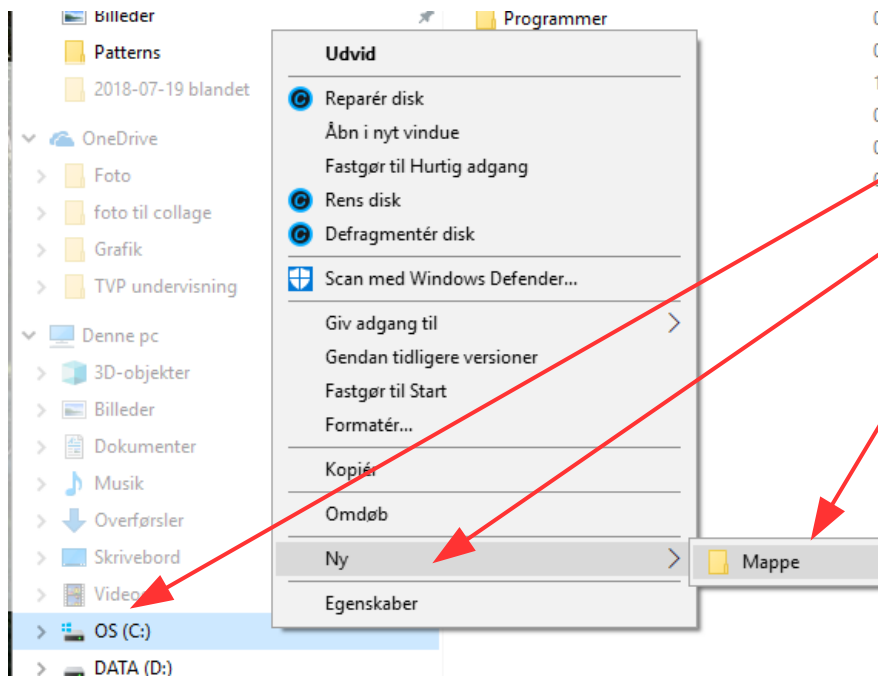 Billeder
Patterns
2018-07-19 blandet
OneDrive
Foto
foto til collage
Grafik
TVP undervisning
Denne pc
3D-objekter
Billeder
Dokumenter
Musik
Overførsler
Skrivebord
Videoer
OS (C:)
DATA (D:)
Programmer
Udvid
Reparér disk
Åbn i nyt vindue
Fastgør til Hurtig adgang
Rens disk
Defragmentér disk
Scan med Windows Defender...
Giv adgang til
Gendan tidligere versioner
Fastgør til Start
Formatér...
Kopiér
Omdøb
Ny
Egenskaber
Mappe